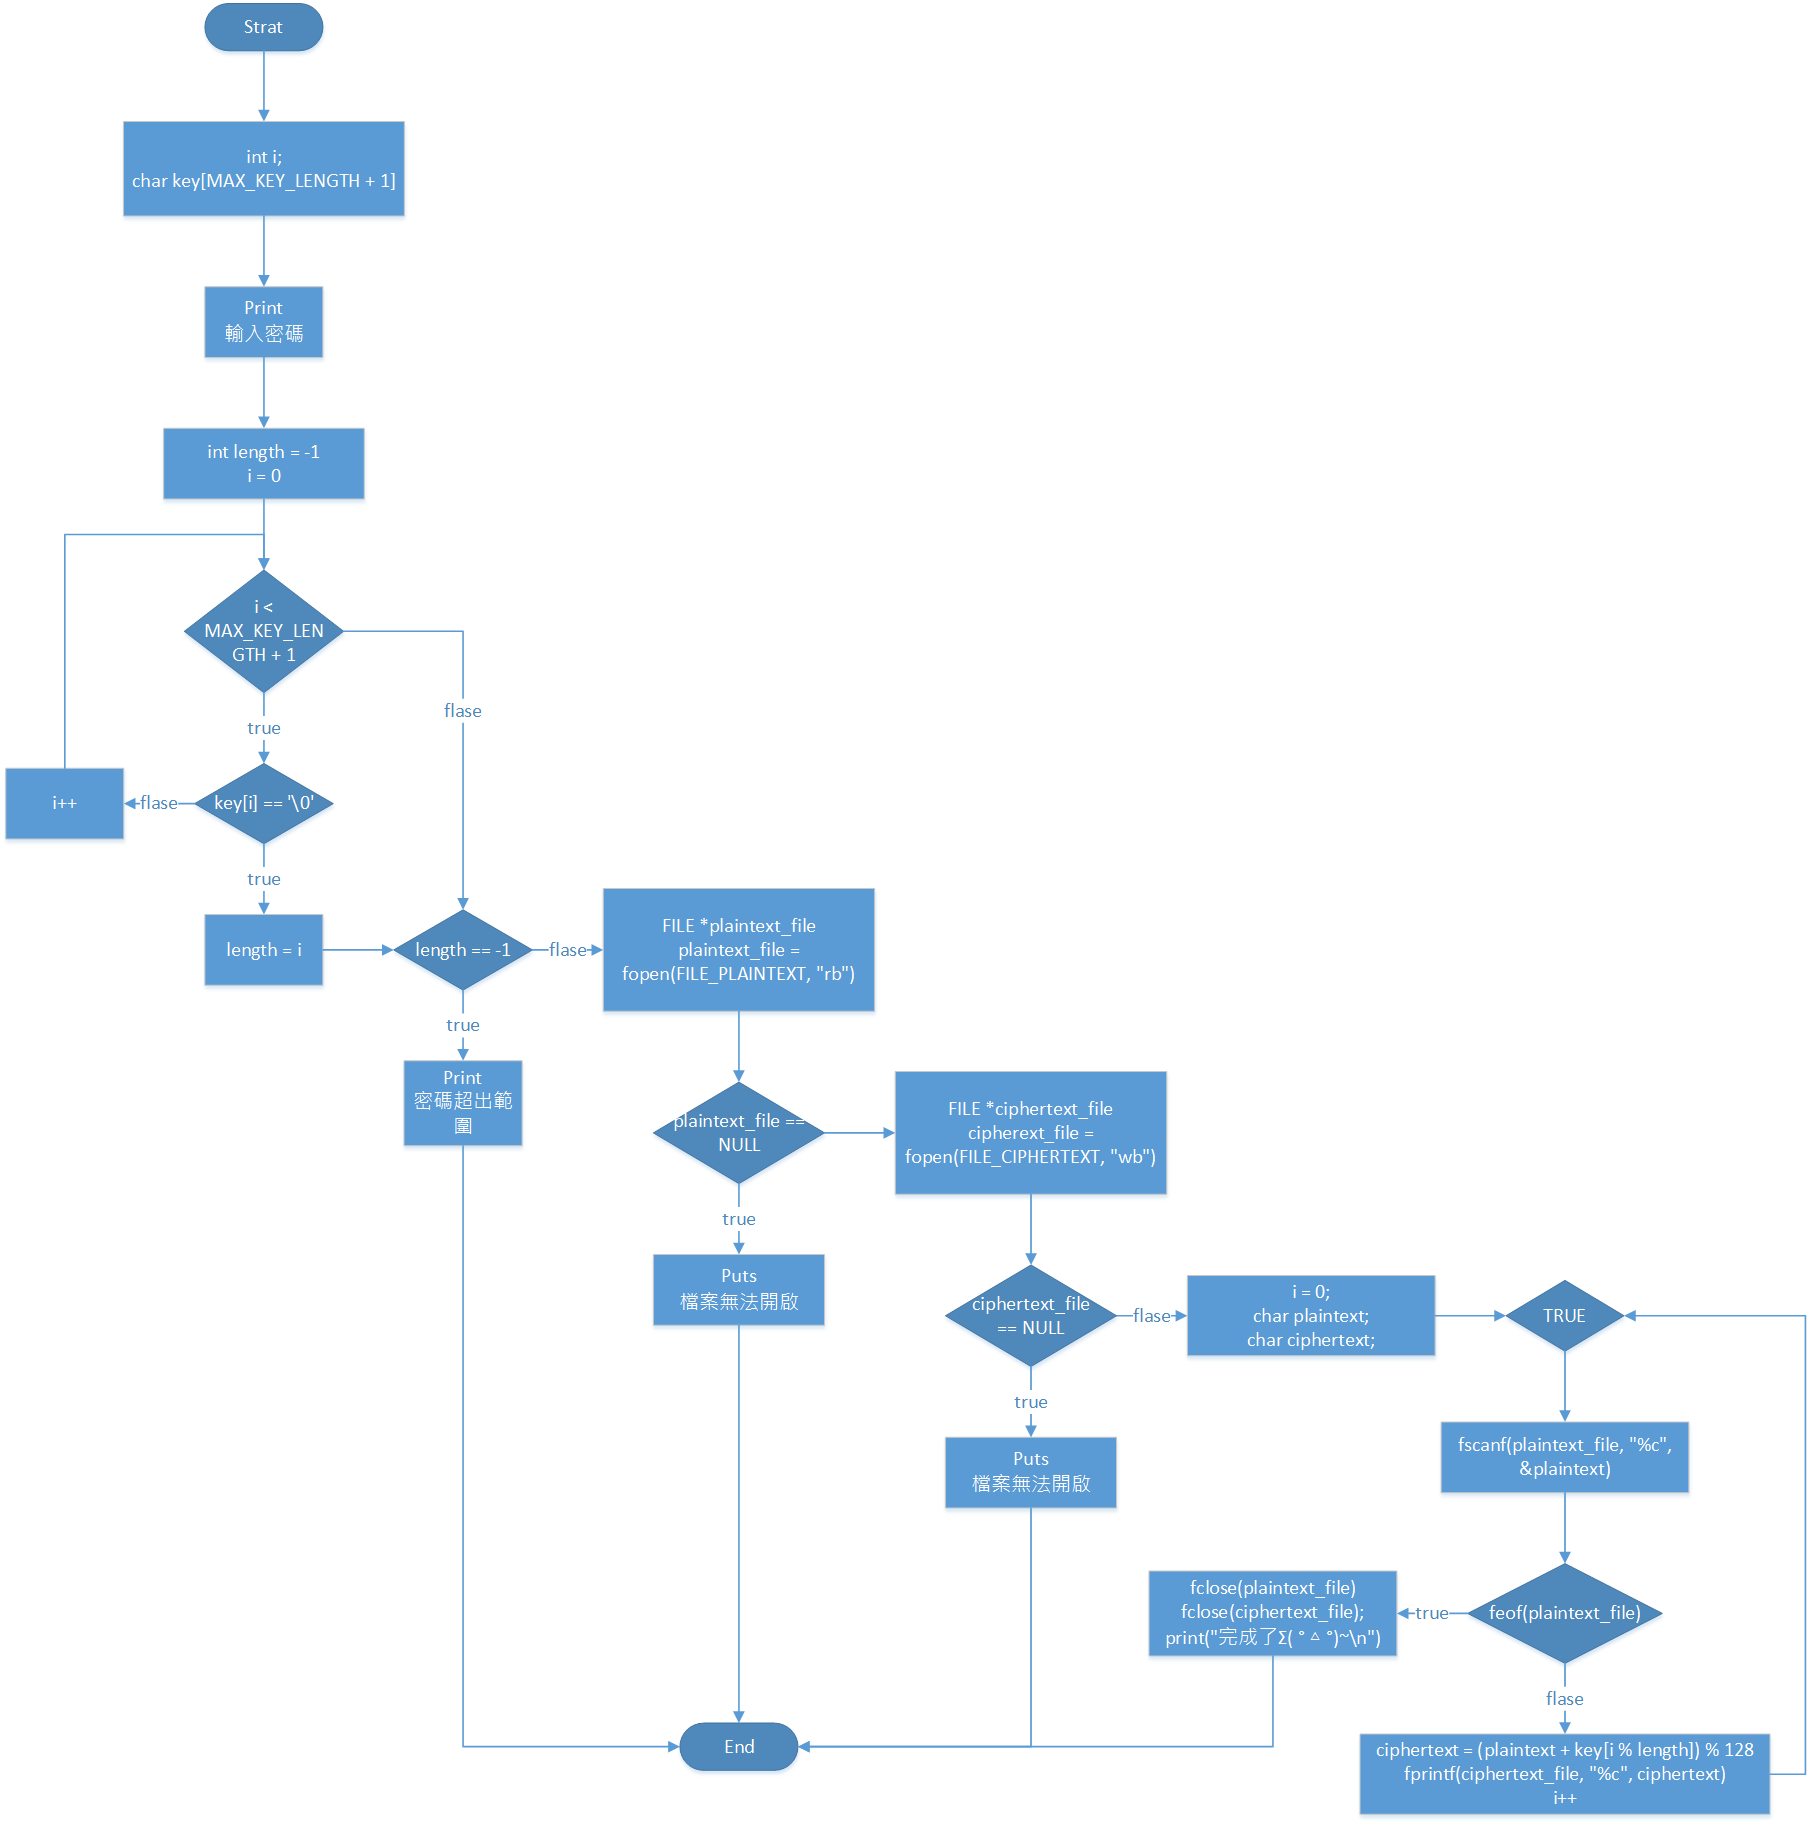 Strat
int i;
char key[MAX_KEY_LENGTH + 1]
Print
輸入密碼
int length = -1
i = 0
i <
MAX_KEY_LEN
GTH + 1
flase
true
i++
flase
key[i] == '\0'
true
length = i
length == -1
flase
FILE *plaintext_file
plaintext_file =
fopen(FILE_PLAINTEXT, "rb")
true
Print
密碼超出範
圍
plaintext_file ==
NULL
FILE *ciphertext_file
cipherext_file =
fopen(FILE_CIPHERTEXT, "wb")
true
Puts
檔案無法開啟
ciphertext_file
== NULL
flase
i = 0;
char plaintext;
char ciphertext;
TRUE
true
Puts
檔案無法開啟
fscanf(plaintext_file, "%c",
&plaintext)
fclose(plaintext_file)
fclose(ciphertext_file);
print("完成了Σ( ° △ °)~\n")
true
feof(plaintext_file)
flase
End
ciphertext = (plaintext + key[i % length]) % 128
fprintf(ciphertext_file, "%c", ciphertext)
i++